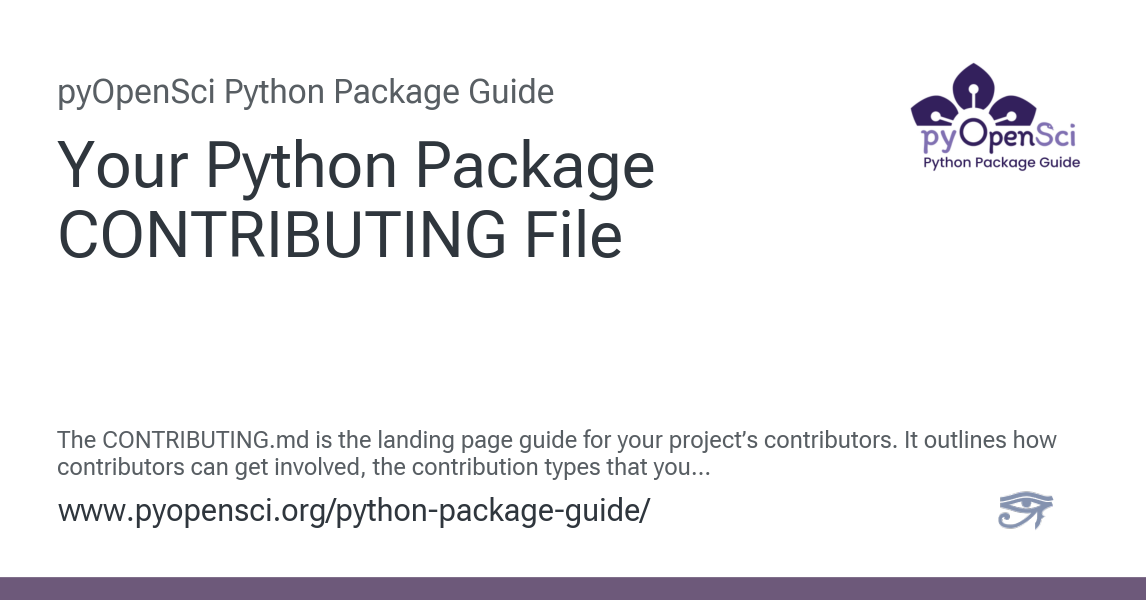 pyOpenSci Python Package Guide
Your Python Package
CONTRIBUTING File
pyOpenSci
Python Package Guide
The CONTRIBUTING.md is the landing page guide for your project’s contributors. It outlines how
contributors can get involved, the contribution types that you...
www.pyopensci.org/python-package-guide/